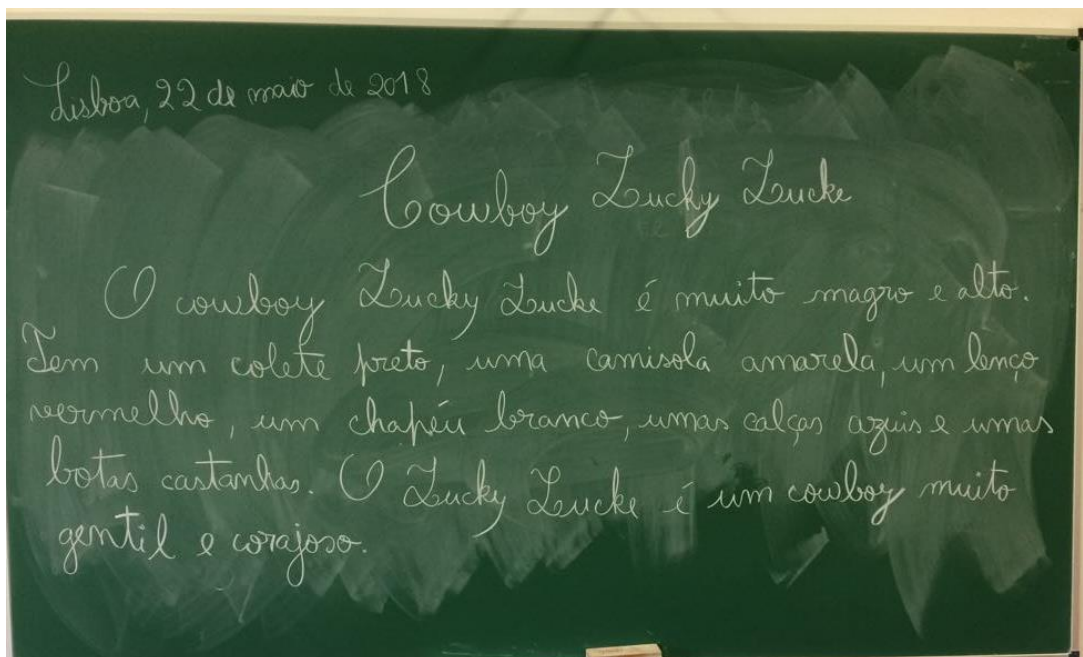 Lisboa, 22 de maio de 2018
Cowboy Lucky Lucke
O cowboy Lucky Lucke é muito magro e alto.
Tem um colete preto, uma camisola amarela, um lenço
vermelho, um chapéu branco, umas calças azuis e umas
botas castanhas. O Lucky Lucke é um cowboy muito
gentil e corajoso.